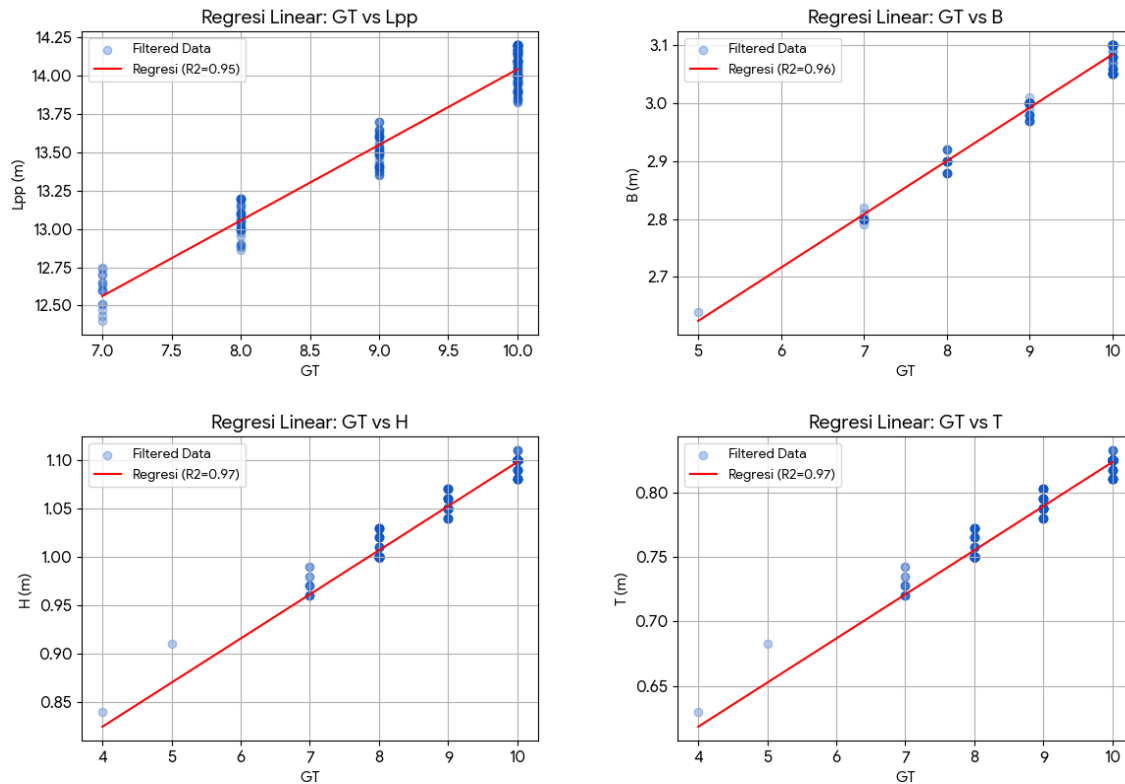 Regresi Linear: GT vs Lpp
Filtered Data
Regresi (R2=0.95)
Lpp (m)
14.25
14.00
13.75
13.50
13.25
13.00
12.75
12.50
7.0 7.5 8.0 8.5 9.0 9.5 10.0
GT
Regresi Linear: GT vs B
Filtered Data
Regresi (R2=0.96)
B (m)
3.1
3.0
2.9
2.8
2.7
5 6 7 8 9 10
GT
Regresi Linear: GT vs H
Filtered Data
Regresi (R2=0.97)
H (m)
1.10
1.05
1.00
0.95
0.90
0.85
4 5 6 7 8 9 10
GT
Regresi Linear: GT vs T
Filtered Data
Regresi (R2=0.97)
T (m)
0.80
0.75
0.70
0.65
4 5 6 7 8 9 10
GT